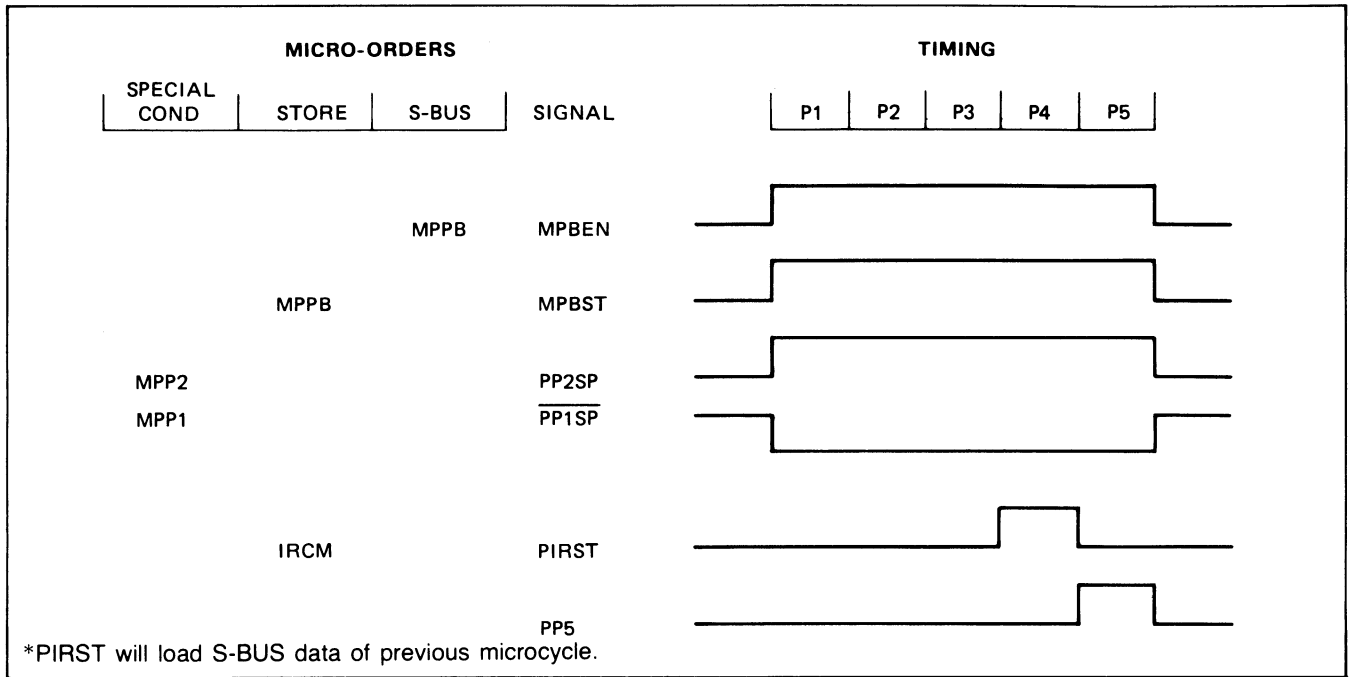 MICRO-ORDERS TIMING
SPECIAL
COND STORE S-BUS SIGNAL P1 P2 P3 P4 P5
MPPB MPBEN
MPPB MPBST
MPP2 PP2SP
MPP1 PP1SP
IRCM PIRST
PP5
*PIRST will load S-BUS data of previous microcycle.